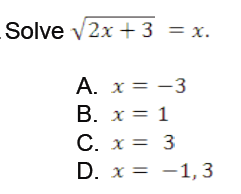 Solve √(2x + 3) = x.
A. x = −3
B. x = 1
C. x = 3
D. x = −1, 3